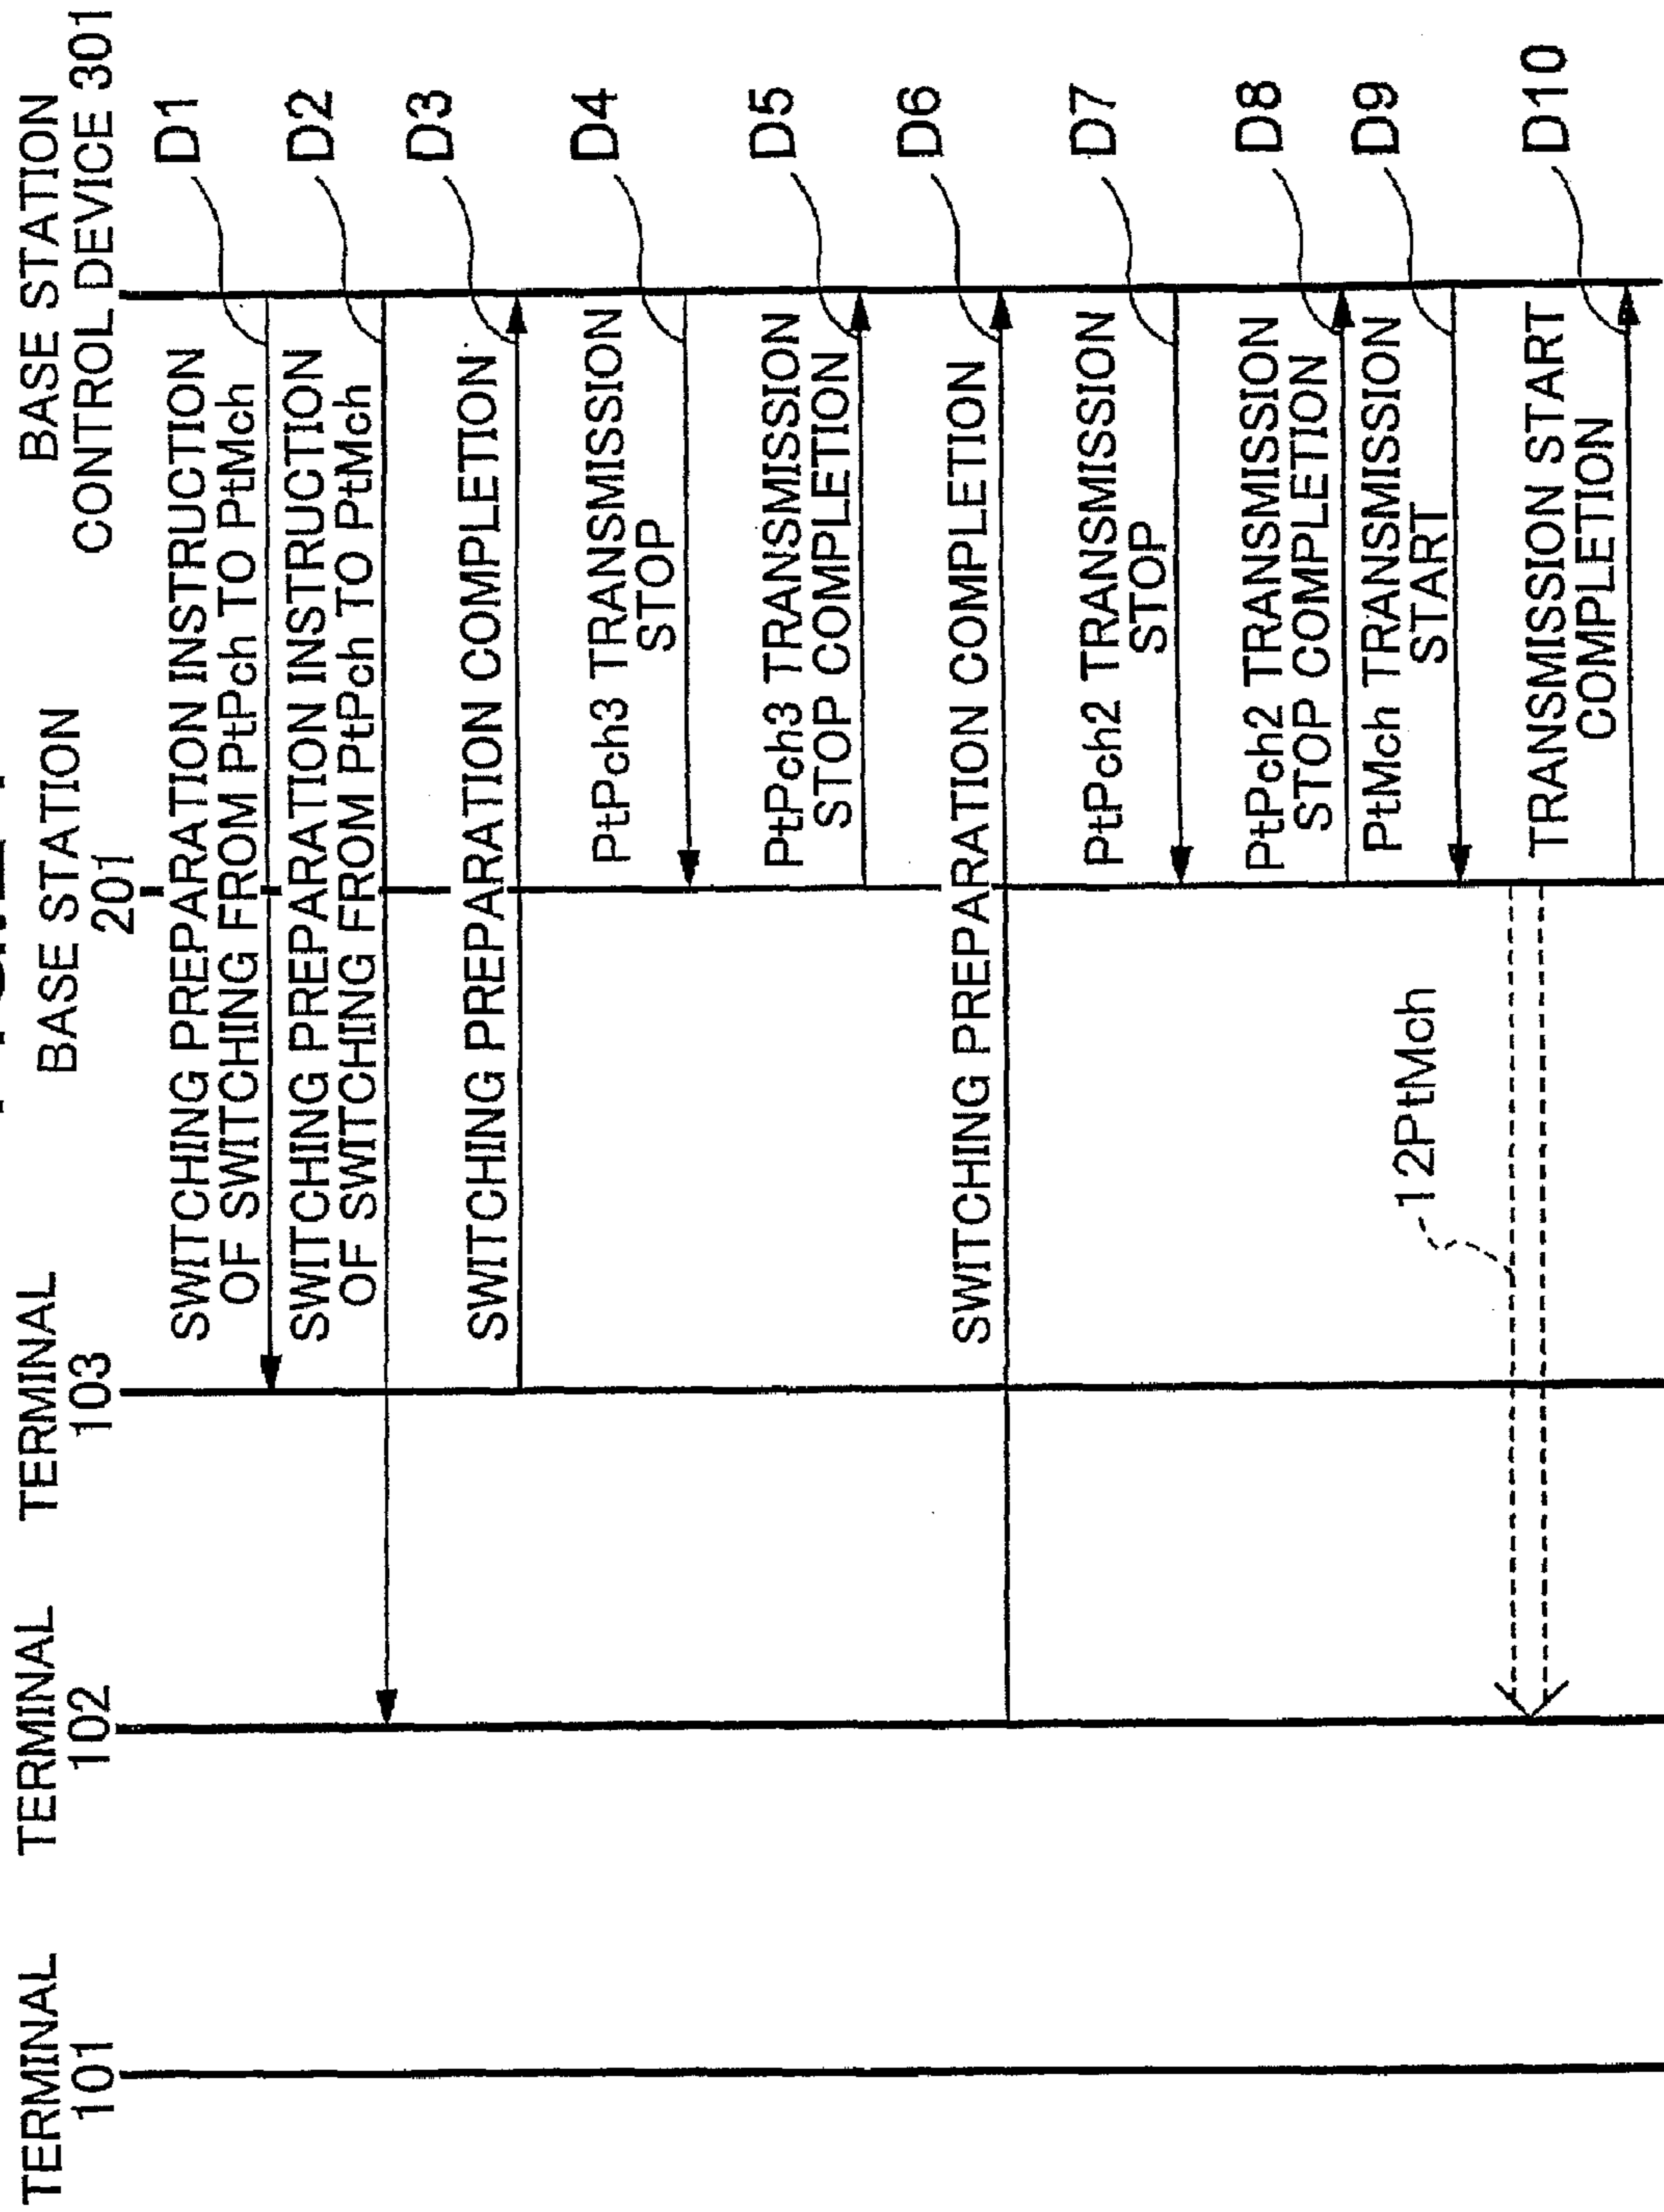 TERMINAL
101
TERMINAL
102
TERMINAL
103
BASE STATION
201
BASE STATION
CONTROL DEVICE 301
SWITCHING PREPARATION INSTRUCTION
OF SWITCHING FROM PtPch TO PtMch
D1
SWITCHING PREPARATION INSTRUCTION
OF SWITCHING FROM PtPch TO PtMch
D2
SWITCHING PREPARATION COMPLETION
D3
PtPch3 TRANSMISSION
STOP
D4
PtPch3 TRANSMISSION
STOP COMPLETION
D5
SWITCHING PREPARATION COMPLETION
D6
PtPch2 TRANSMISSION
STOP
D7
PtPch2 TRANSMISSION
STOP COMPLETION
D8
PtMch TRANSMISSION
START
D9
12PtMch
TRANSMISSION START
COMPLETION
D10